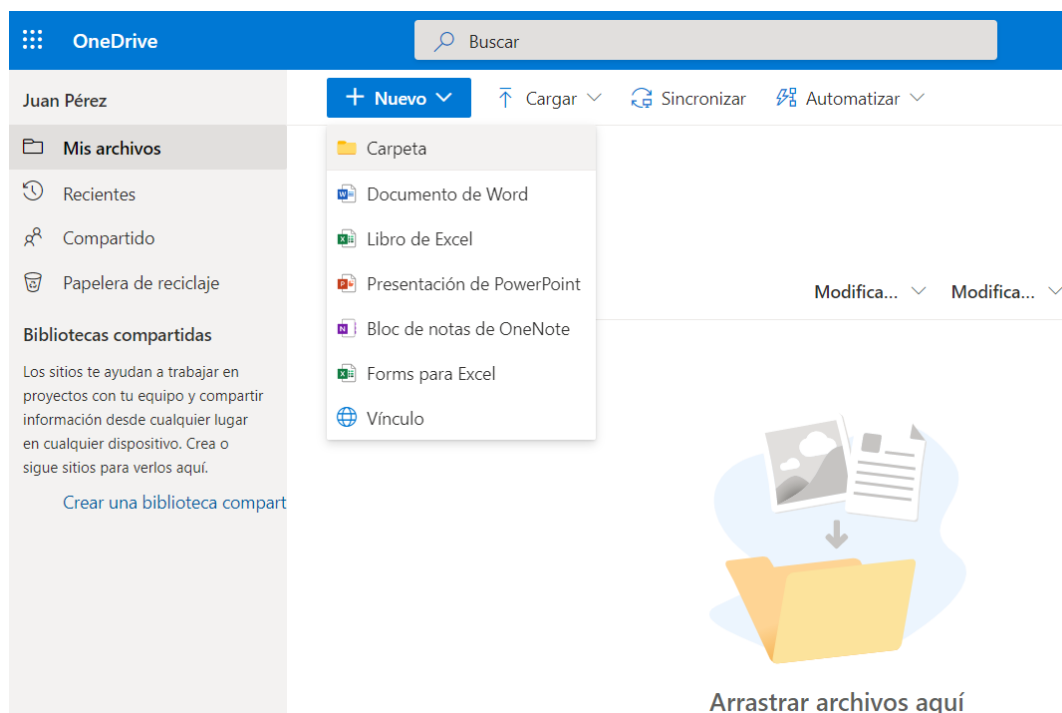 OneDrive
Buscar
Juan Pérez
Mis archivos
Recientes
Compartido
Papelera de reciclaje
Bibliotecas compartidas
Los sitios te ayudan a trabajar en
proyectos con tu equipo y compartir
información desde cualquier lugar
en cualquier dispositivo. Crea o
sigue sitios para verlos aquí.
Crear una biblioteca compart
Nuevo
Cargar
Sincronizar
Automatizar
Carpeta
Documento de Word
Libro de Excel
Presentación de PowerPoint
Bloc de notas de OneNote
Forms para Excel
Vínculo
Modifica...
Modifica...
Arrastrar archivos aquí